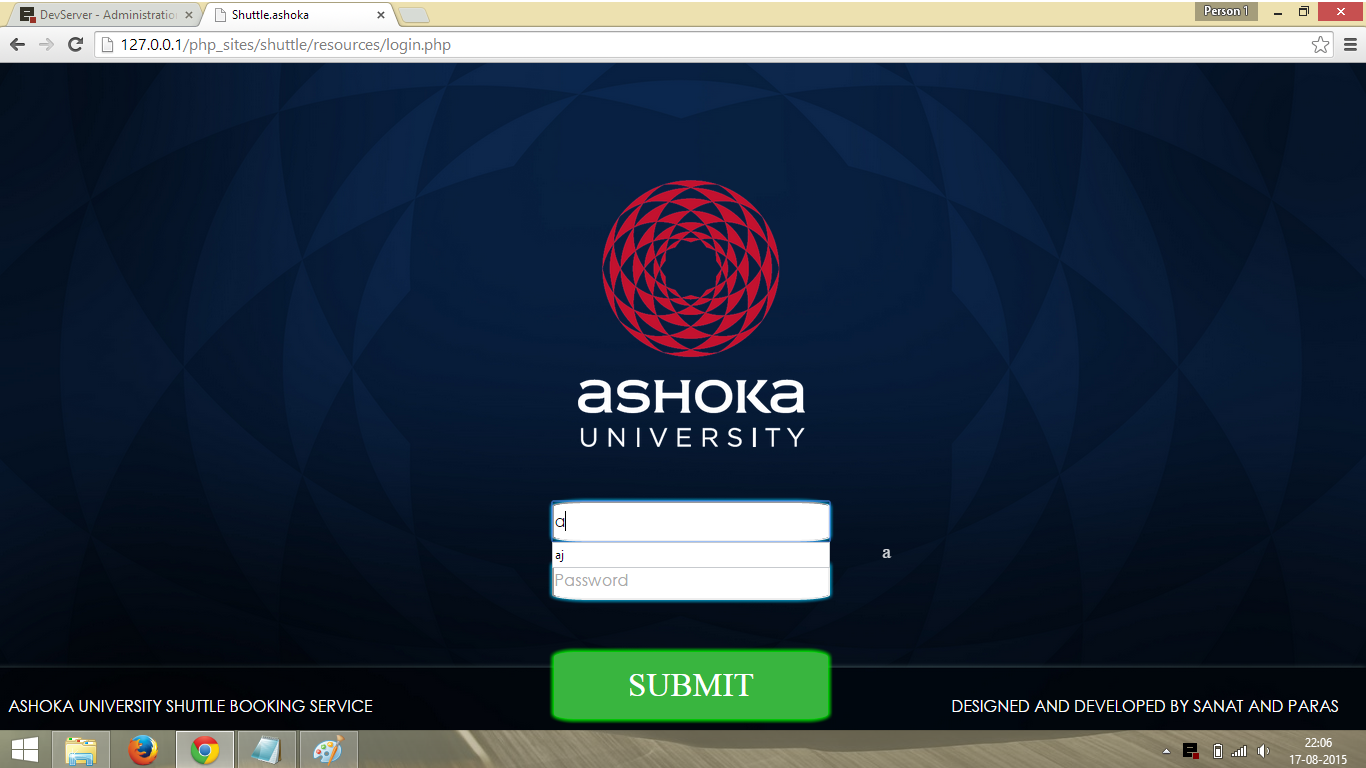 DevServer - Administration
Shuttle.ashoka
Person 1
127.0.0.1/php_sites/shuttle/resources/login.php
ASHOKA
UNIVERSITY
a
aj
a
Password
SUBMIT
ASHOKA UNIVERSITY SHUTTLE BOOKING SERVICE
DESIGNED AND DEVELOPED BY SANAT AND PARAS
22:06
17-08-2015